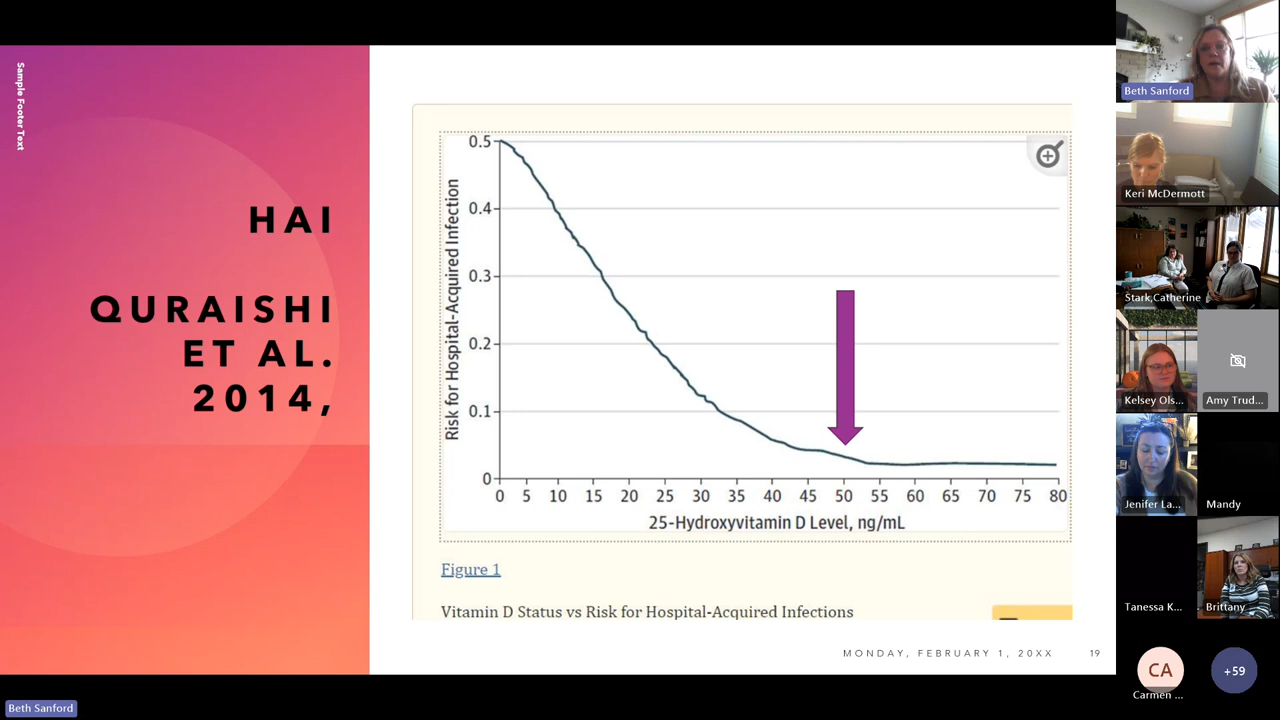 Sample Footer Text
HAI
QURAISHI
ET AL.
2014,
0.5
0.4
0.3
0.2
0.1
0
Risk for Hospital-Acquired Infection
0 5 10 15 20 25 30 35 40 45 50 55 60 65 70 75 80
25-Hydroxyvitamin D Level, ng/mL
Figure 1
Vitamin D Status vs Risk for Hospital-Acquired Infections
MONDAY, FEBRUARY 1, 20XX 19
Beth Sanford
Beth Sanford
Keri McDermott
Stark,Catherine
Kelsey Ols...
Amy Trud...
Jenifer La...
Mandy
Tanessa K...
Brittany
CA
Carmen ...
+59